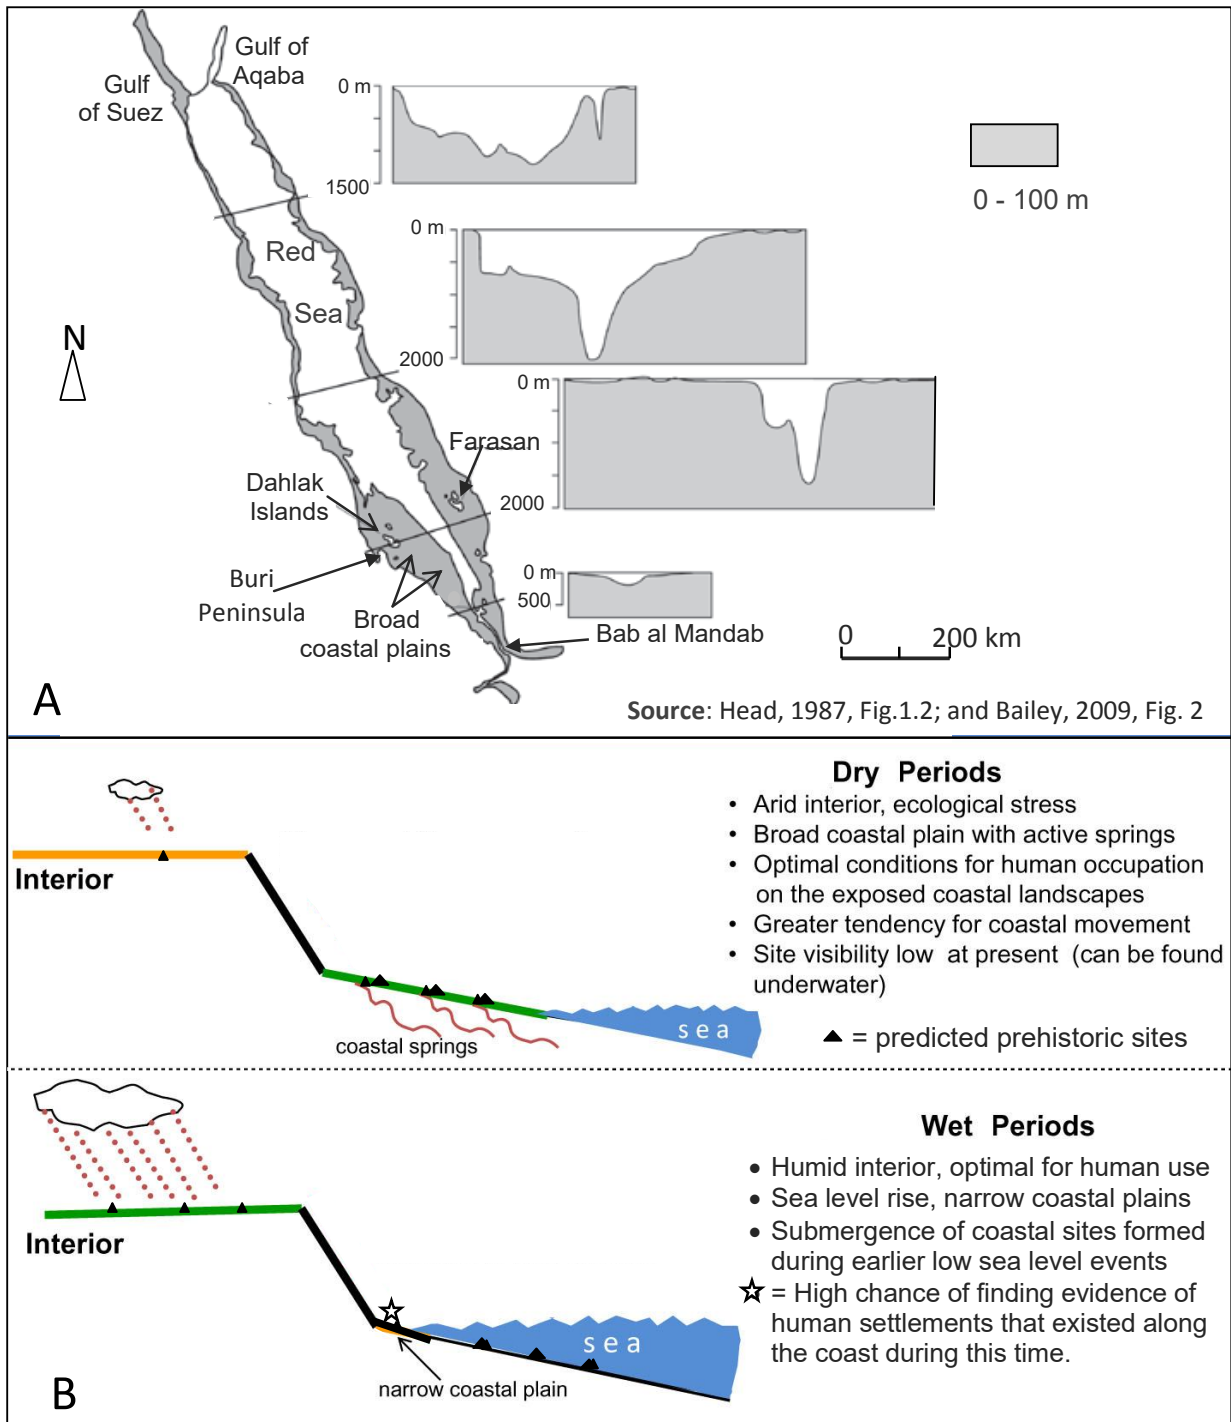 Gulf of
Aqaba
Gulf
of Suez
0 m
1500
0 - 100 m
0 m
Red
Sea
N
2000
0 m
Farasan
Dahlak
Islands
2000
Buri
Peninsula
0 m
500
Broad
coastal plains
Bab al Mandab
0
200 km
A
Source: Head, 1987, Fig.1.2; and Bailey, 2009, Fig. 2
Dry Periods
• Arid interior, ecological stress
• Broad coastal plain with active springs
• Optimal conditions for human occupation
on the exposed coastal landscapes
• Greater tendency for coastal movement
• Site visibility low at present (can be found
underwater)
▲ = predicted prehistoric sites
Interior
coastal springs
sea
Wet Periods
• Humid interior, optimal for human use
• Sea level rise, narrow coastal plains
• Submergence of coastal sites formed
during earlier low sea level events
☆ = High chance of finding evidence of
human settlements that existed along
the coast during this time.
Interior
sea
narrow coastal plain
B